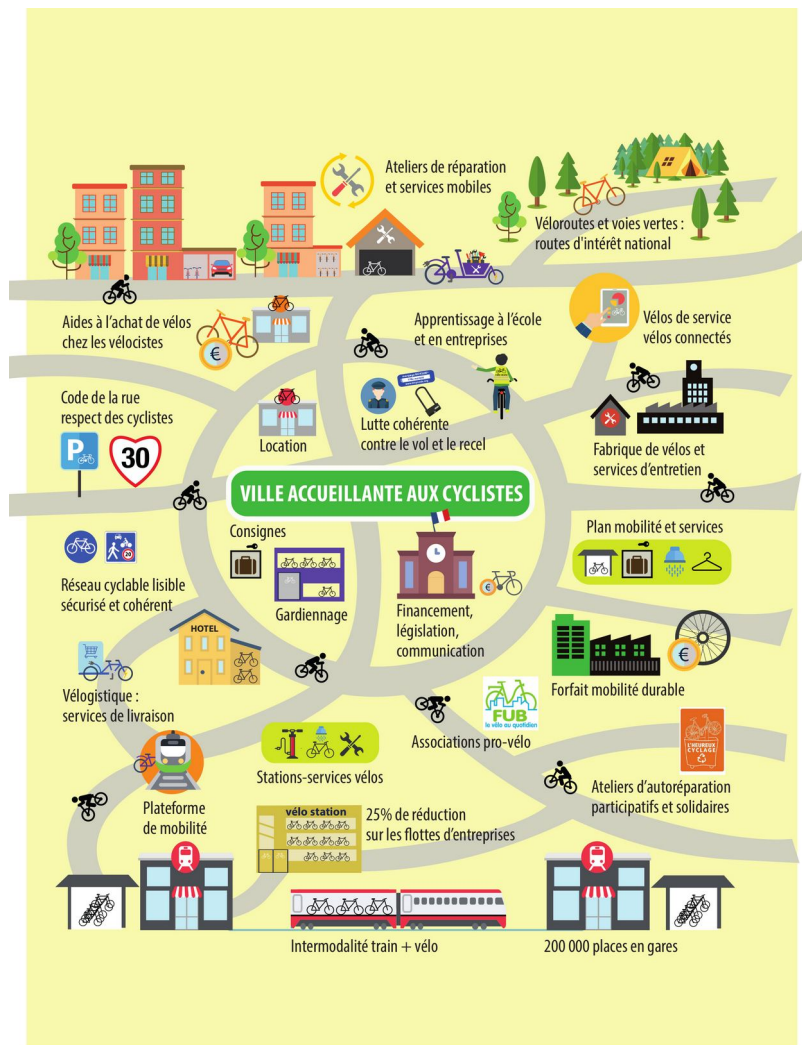 Ateliers de réparation
et services mobiles
Véloroutes et voies vertes :
routes d'intérêt national
Aides à l'achat de vélos
chez les vélocistes
€
Apprentissage à l'école
et en entreprises
Vélos de service
vélos connectés
Code de la rue
respect des cyclistes
P
30
Location
Lutte cohérente
contre le vol et le recel
Fabrique de vélos et
services d'entretien
VILLE ACCUEILLANTE AUX CYCLISTES
Consignes
Plan mobilité et services
Réseau cyclable lisible
sécurisé et cohérent
20
Gardiennage
€
Financement,
législation,
communication
HOTEL
€
Vélogistique :
services de livraison
Forfait mobilité durable
FUB
le vélo au quotidien
Associations pro-vélo
L'HEUREUX
CYCLAGE
Stations-services vélos
Ateliers d'autoréparation
participatifs et solidaires
Plateforme
de mobilité
vélo station
25% de réduction
sur les flottes d'entreprises
Intermodalité train + vélo
200 000 places en gares